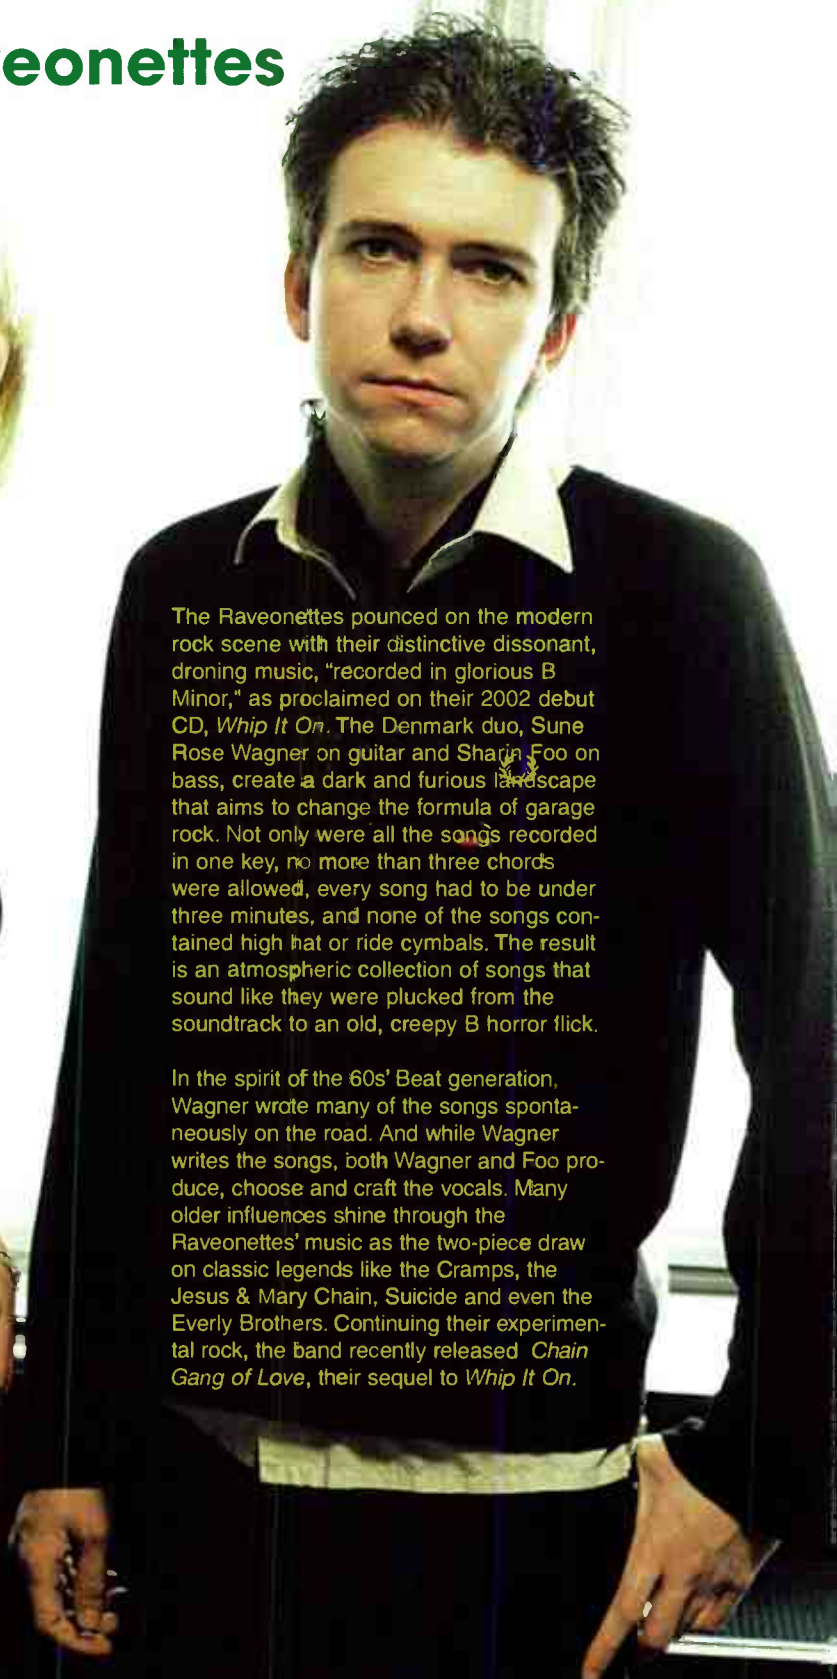 eonettes
The Raveonettes pounced on the modern
rock scene with their distinctive dissonant,
droning music, "recorded in glorious B
Minor," as proclaimed on their 2002 debut
CD, Whip It On. The Denmark duo, Sune
Rose Wagner on guitar and Sharin Foo on
bass, create a dark and furious landscape
that aims to change the formula of garage
rock. Not only were all the songs recorded
in one key, no more than three chords
were allowed, every song had to be under
three minutes, and none of the songs con-
tained high hat or ride cymbals. The result
is an atmospheric collection of songs that
sound like they were plucked from the
soundtrack to an old, creepy B horror flick.
In the spirit of the 60s' Beat generation,
Wagner wrote many of the songs sponta-
neously on the road. And while Wagner
writes the songs, both Wagner and Foo pro-
duce, choose and craft the vocals. Many
older influences shine through the
Raveonettes' music as the two-piece draw
on classic legends like the Cramps, the
Jesus & Mary Chain, Suicide and even the
Everly Brothers. Continuing their experimen-
tal rock, the band recently released Chain
Gang of Love, their sequel to Whip It On.